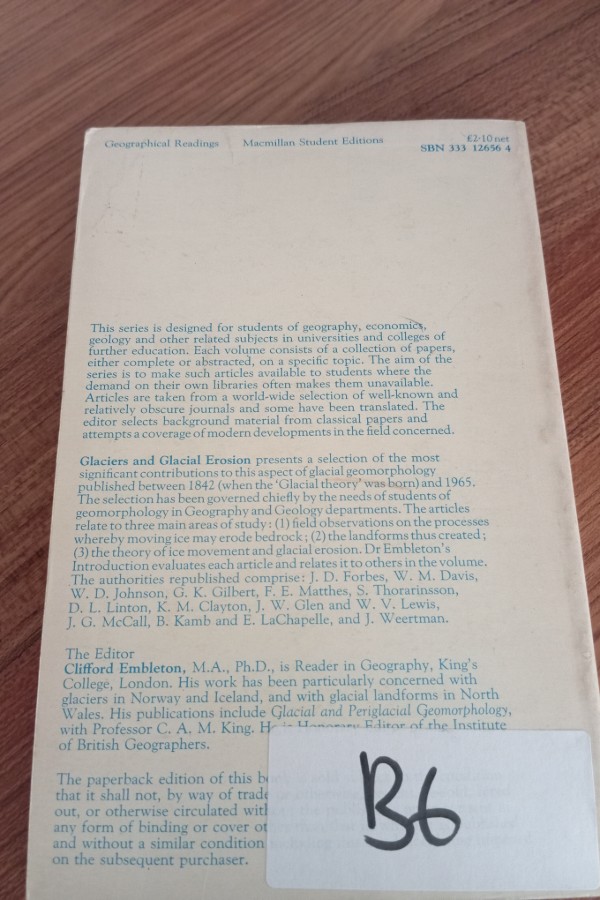 Geographical Readings Macmillan Student Editions £2·10 net
SBN 333 12656 4
This series is designed for students of geography, economics,
geology and other related subjects in universities and colleges of
further education. Each volume consists of a collection of papers,
either complete or abstracted, on a specific topic. The aim of the
series is to make such articles available to students where the
demand on their own libraries often makes them unavailable.
Articles are taken from a world-wide selection of well-known and
relatively obscure journals and some have been translated. The
editor selects background material from classical papers and
attempts a coverage of modern developments in the field concerned.
Glaciers and Glacial Erosion presents a selection of the most
significant contributions to this aspect of glacial geomorphology
published between 1842 (when the 'Glacial theory' was born) and 1965.
The selection has been governed chiefly by the needs of students of
geomorphology in Geography and Geology departments. The articles
relate to three main areas of study: (1) field observations on the processes
whereby moving ice may erode bedrock; (2) the landforms thus created;
(3) the theory of ice movement and glacial erosion. Dr Embleton's
Introduction evaluates each article and relates it to others in the volume.
The authorities republished comprise: J. D. Forbes, W. M. Davis,
W. D. Johnson, G. K. Gilbert, F. E. Matthes, S. Thorarinsson,
D. L. Linton, K. M. Clayton, J. W. Glen and W. V. Lewis,
J. G. McCall, B. Kamb and E. LaChapelle, and J. Weertman.
The Editor
Clifford Embleton, M.A., Ph.D., is Reader in Geography, King's
College, London. His work has been particularly concerned with
glaciers in Norway and Iceland, and with glacial landforms in North
Wales. His publications include Glacial and Periglacial Geomorphology,
with Professor C. A. M. King. He is Honorary Editor of the Institute
of British Geographers.
The paperback edition of this
that it shall not, by way of trade
out, or otherwise circulated
any form of binding or cover
and without a similar condition
on the subsequent purchaser.
B6